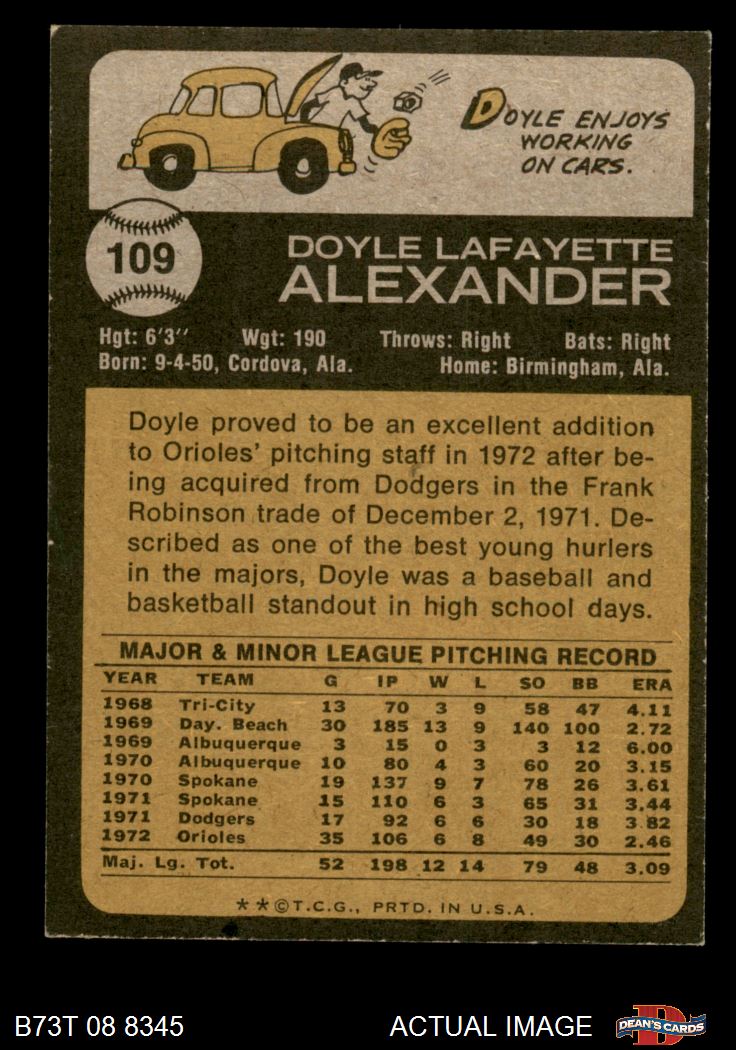 DOYLE ENJOYS
WORKING
ON CARS.
109
DOYLE LAFAYETTE
ALEXANDER
Hgt: 6'3" Wgt: 190 Throws: Right Bats: Right
Born: 9-4-50, Cordova, Ala. Home: Birmingham, Ala.
Doyle proved to be an excellent addition
to Orioles' pitching staff in 1972 after be-
ing acquired from Dodgers in the Frank
Robinson trade of December 2, 1971. De-
scribed as one of the best young hurlers
in the majors, Doyle was a baseball and
basketball standout in high school days.
MAJOR & MINOR LEAGUE PITCHING RECORD
YEAR TEAM G IP W L SO BB ERA
1968 Tri-City 13 70 3 9 58 47 4.11
1969 Day. Beach 30 185 13 9 140 100 2.72
1969 Albuquerque 3 15 0 3 3 12 6.00
1970 Albuquerque 10 80 4 3 60 20 3.15
1970 Spokane 19 137 9 7 78 26 3.61
1971 Spokane 15 110 6 3 65 31 3.44
1971 Dodgers 17 92 6 6 30 18 3.82
1972 Orioles 35 106 6 8 49 30 2.46
Maj. Lg. Tot. 52 198 12 14 79 48 3.09
**©T.C.G., PRTD. IN U.S.A.
B73T 08 8345 ACTUAL IMAGE D DEAN'S CARDS